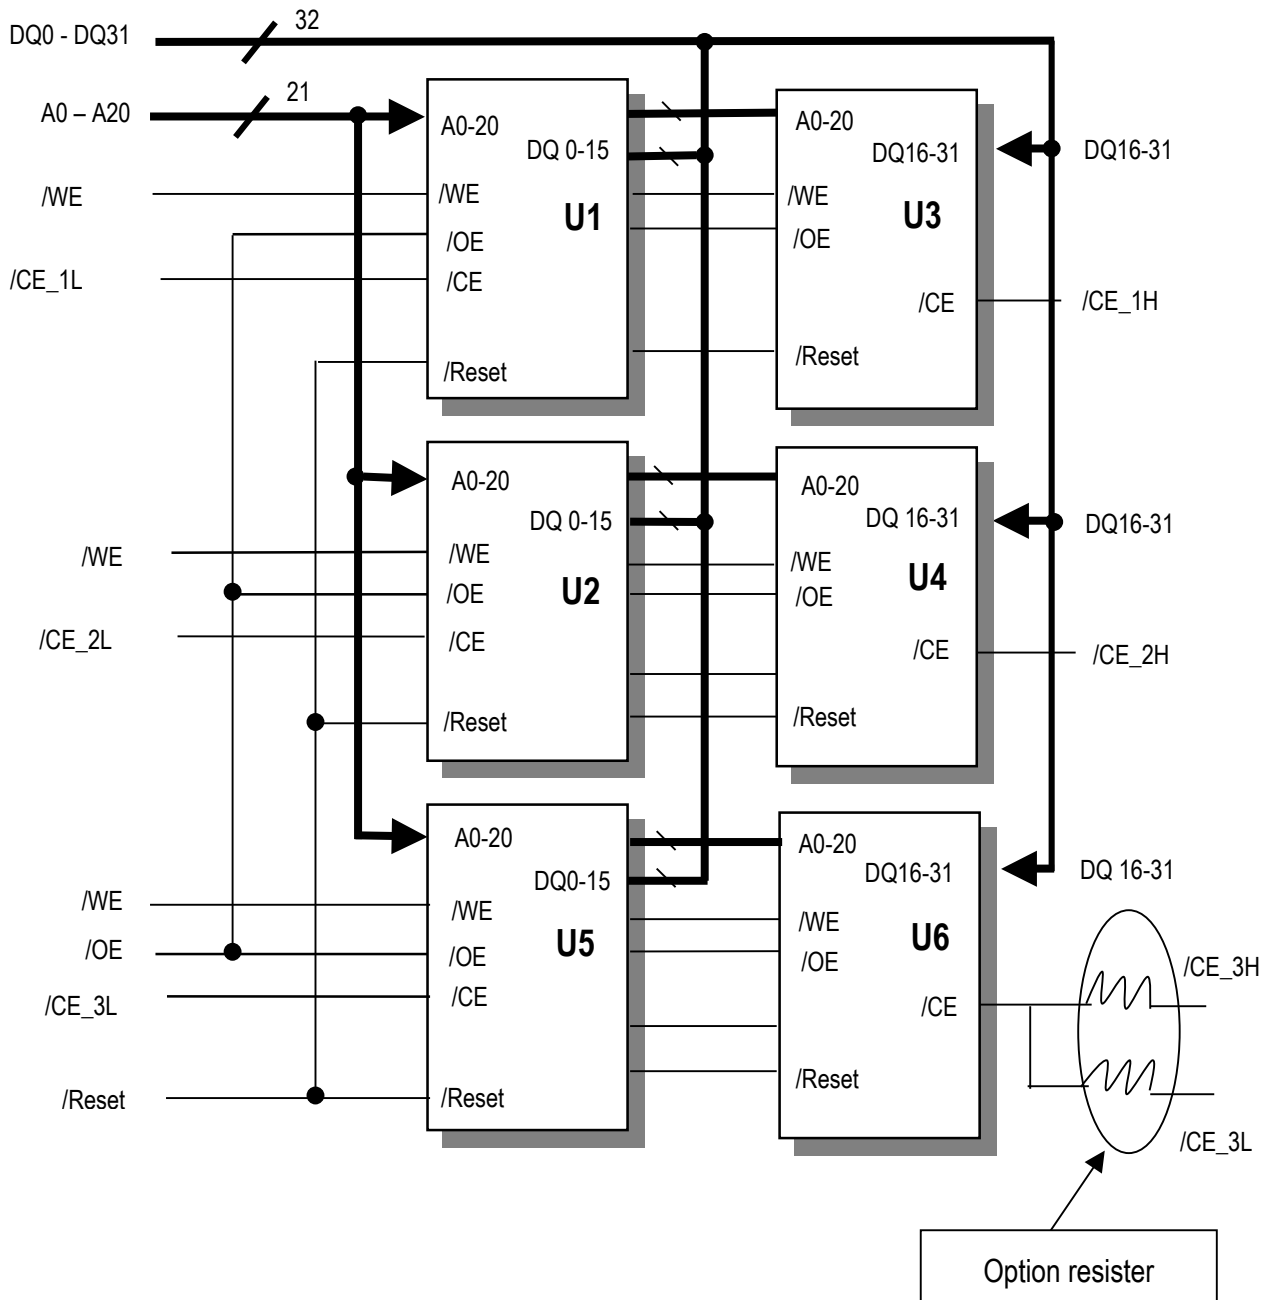 DQ0 - DQ31
32
A0 – A20
21
/WE
/CE_1L
A0-20
DQ 0-15
/WE
U1
/OE
/CE
/Reset
A0-20
DQ16-31
/WE
U3
/OE
/CE
/Reset
DQ16-31
/CE_1H
/WE
/CE_2L
A0-20
DQ 0-15
/WE
U2
/OE
/CE
/Reset
A0-20
DQ 16-31
/WE
U4
/OE
/CE
/Reset
DQ16-31
/CE_2H
/WE
/OE
/CE_3L
/Reset
A0-20
DQ0-15
/WE
U5
/OE
/CE
/Reset
A0-20
DQ16-31
/WE
U6
/OE
/CE
/Reset
DQ 16-31
/CE_3H
/CE_3L
Option resister